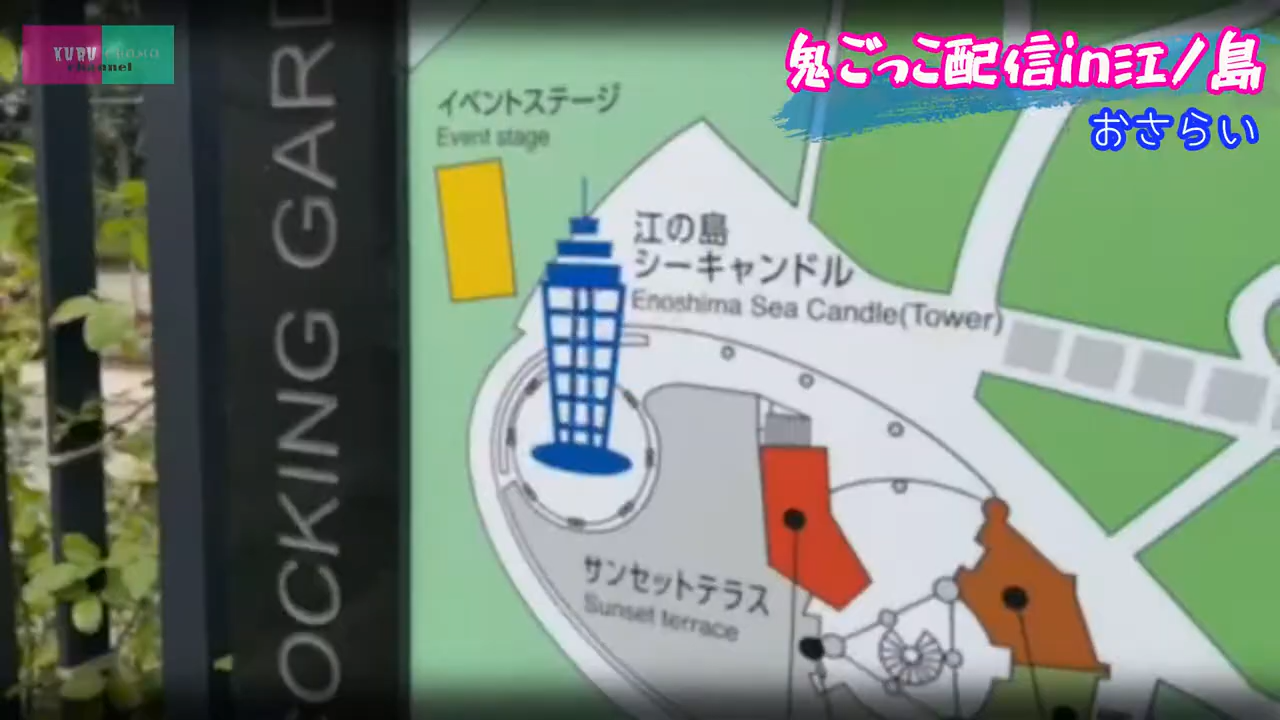 KURU
channel
鬼ごっこ配信in江ノ島
おさらい
イベントステージ
Event stage
江の島
シーキャンドル
Enoshima Sea Candle(Tower)
サンセットテラス
Sunset terrace
OCKING GARD